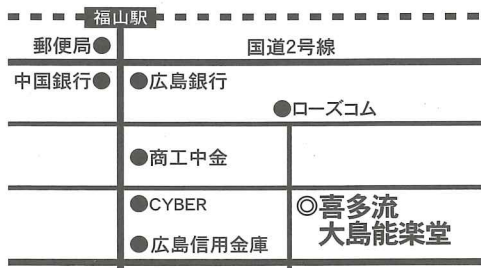 福山駅
郵便局
国道2号線
中国銀行
広島銀行
ローズコム
商工中金
CYBER
喜多流
大島能楽堂
広島信用金庫